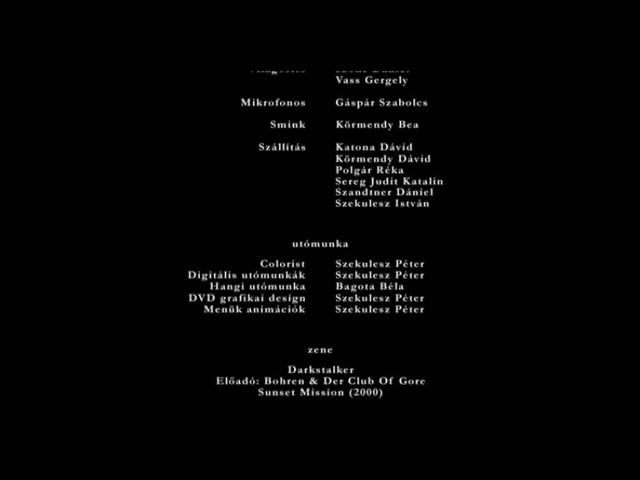 Vass Gergely
Mikrofonos Gáspár Szabolcs
Smink Körmendy Bea
Szállítás Katona Dávid
Körmendy Dávid
Polgár Réka
Sereg Judit Katalin
Szandtner Dániel
Szekulesz István
utómunka
Colorist Szekulesz Péter
Digitális utómunkák Szekulesz Péter
Hangi utómunka Bagota Béla
DVD grafikai design Szekulesz Péter
Menük animációk Szekulesz Péter
zene
Darkstalker
Előadó: Bohren & Der Club Of Gore
Sunset Mission (2000)